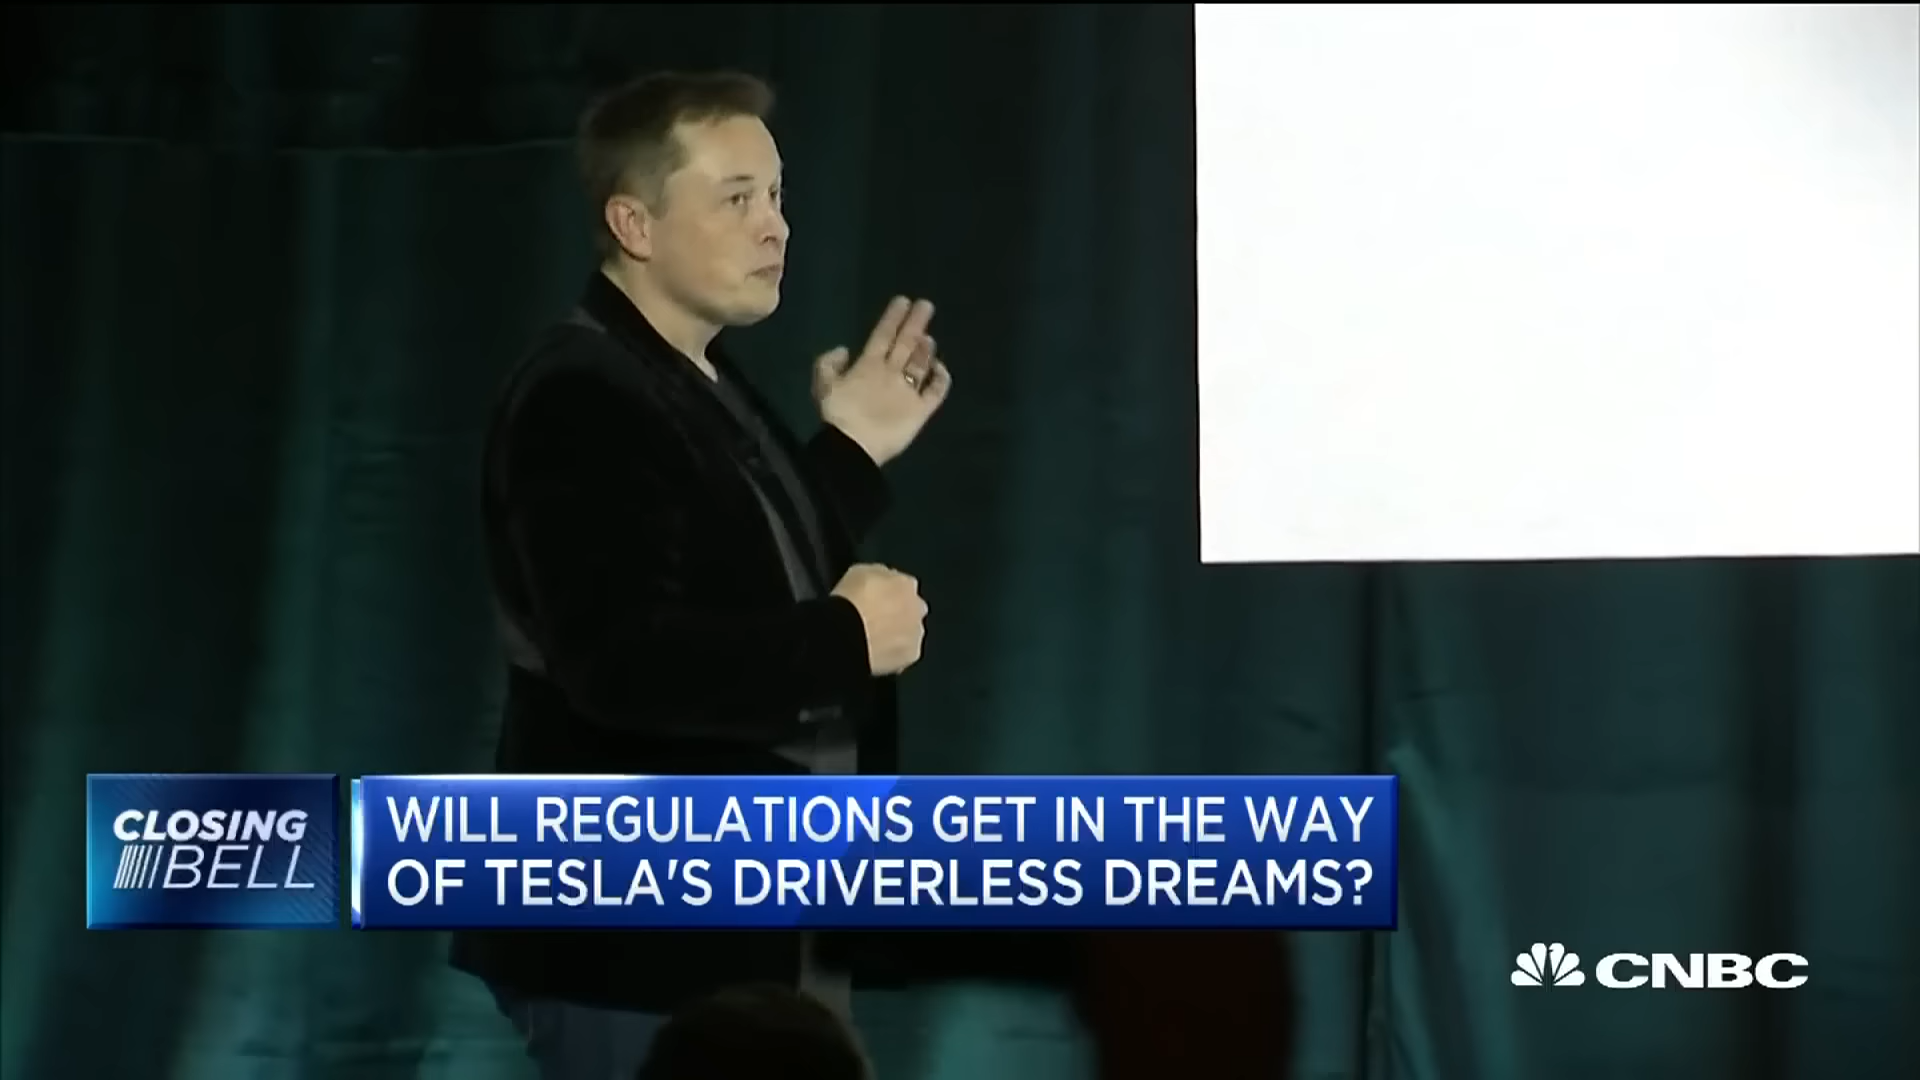 CLOSING
BELL
WILL REGULATIONS GET IN THE WAY
OF TESLA'S DRIVERLESS DREAMS?
CNBC